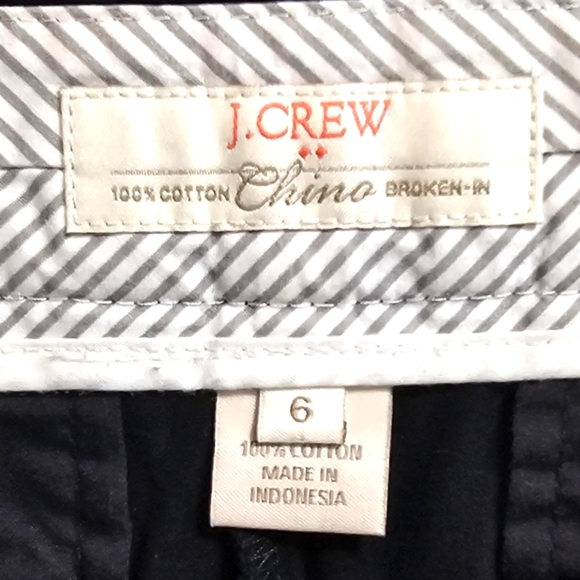 J.CREW
100% COTTON Chino BROKEN-IN
6
100% COTTON
MADE IN
INDONESIA